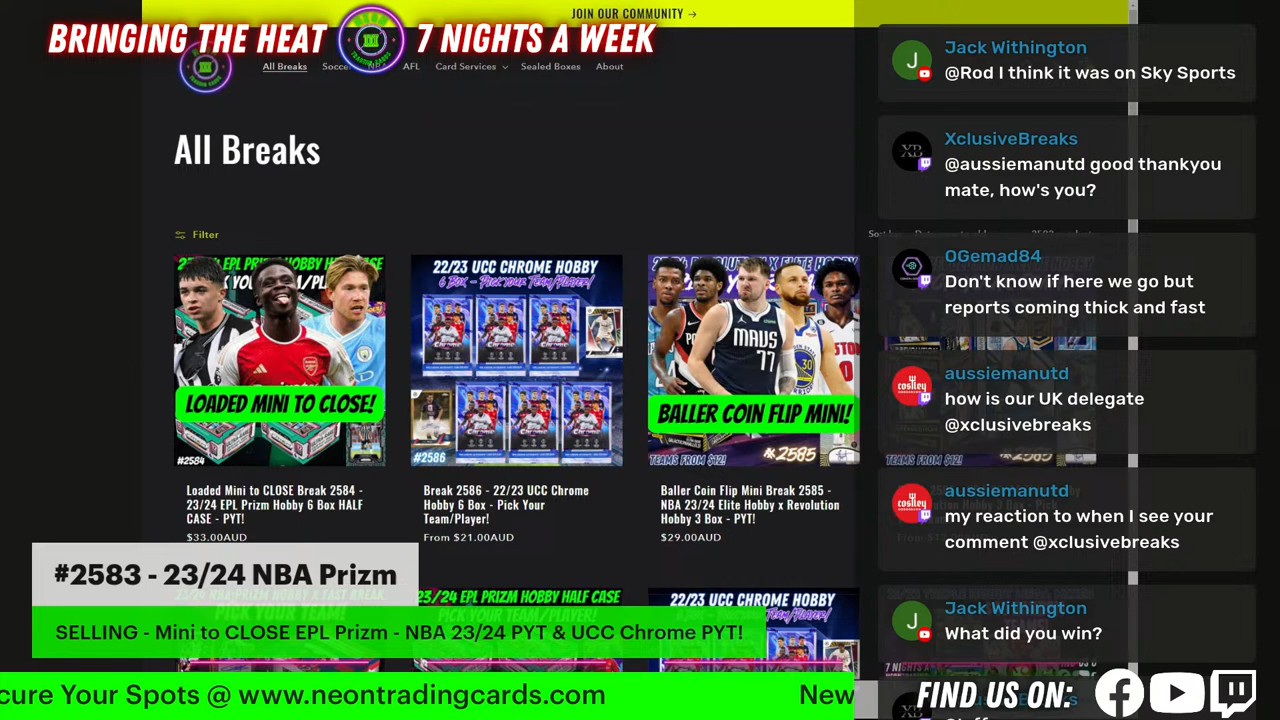 JOIN OUR COMMUNITY →
BRINGING THE HEAT
7 NIGHTS A WEEK
All Breaks
AFL
Card Services
Sealed Boxes
About
All Breaks
Filter
LOADED MINI TO CLOSE!
#2584
22/23 UCC CHROME HOBBY
6 BOX - PICK YOUR TEAM/PLAYER!
#2586
MAVS
77
30
BALLER COIN FLIP MINI!
TEAMS FROM $12!
#2585
Loaded Mini to CLOSE Break 2584 -
23/24 EPL Prizm Hobby 6 Box HALF
CASE - PYT!
$33.00AUD
Break 2586 - 22/23 UCC Chrome
Hobby 6 Box - Pick Your
Team/Player!
From $21.00AUD
Baller Coin Flip Mini Break 2585 -
NBA 23/24 Elite Hobby x Revolution
Hobby 3 Box - PYT!
$29.00AUD
#2583 - 23/24 NBA Prizm
23/24 EPL PRIZM HOBBY HALF CASE
22/23 UCC CHROME HOBBY
SELLING - Mini to CLOSE EPL Prizm - NBA 23/24 PYT & UCC Chrome PYT!
cure Your Spots @ www.neontradingcards.com
New
FIND US ON:
Jack Withington
@Rod I think it was on Sky Sports
XclusiveBreaks
@aussiemanutd good thankyou
mate, how's you?
OGemad84
Don't know if here we go but
reports coming thick and fast
aussiemanutd
how is our UK delegate
@xclusivebreaks
aussiemanutd
my reaction to when I see your
comment @xclusivebreaks
Jack Withington
What did you win?